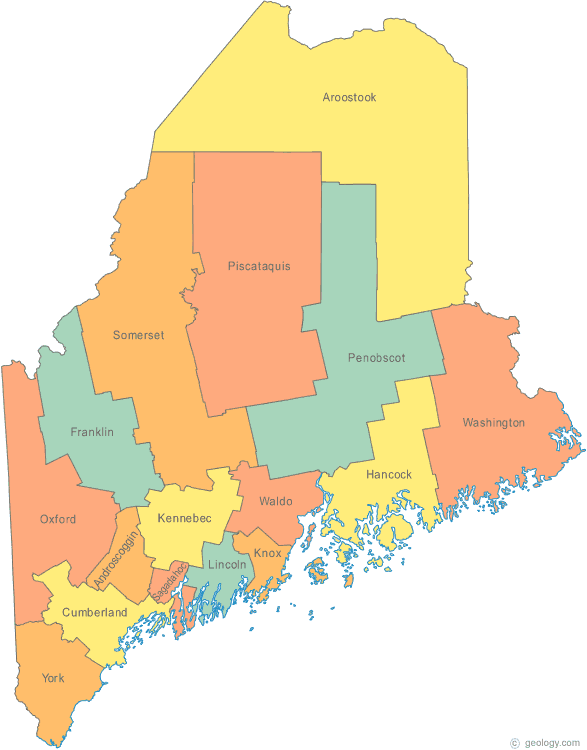 Aroostook
Piscataquis
Somerset
Penobscot
Washington
Franklin
Hancock
Waldo
Oxford
Kennebec
Androscoggin
Knox
Lincoln
Sagadahoc
Cumberland
York
© geology.com